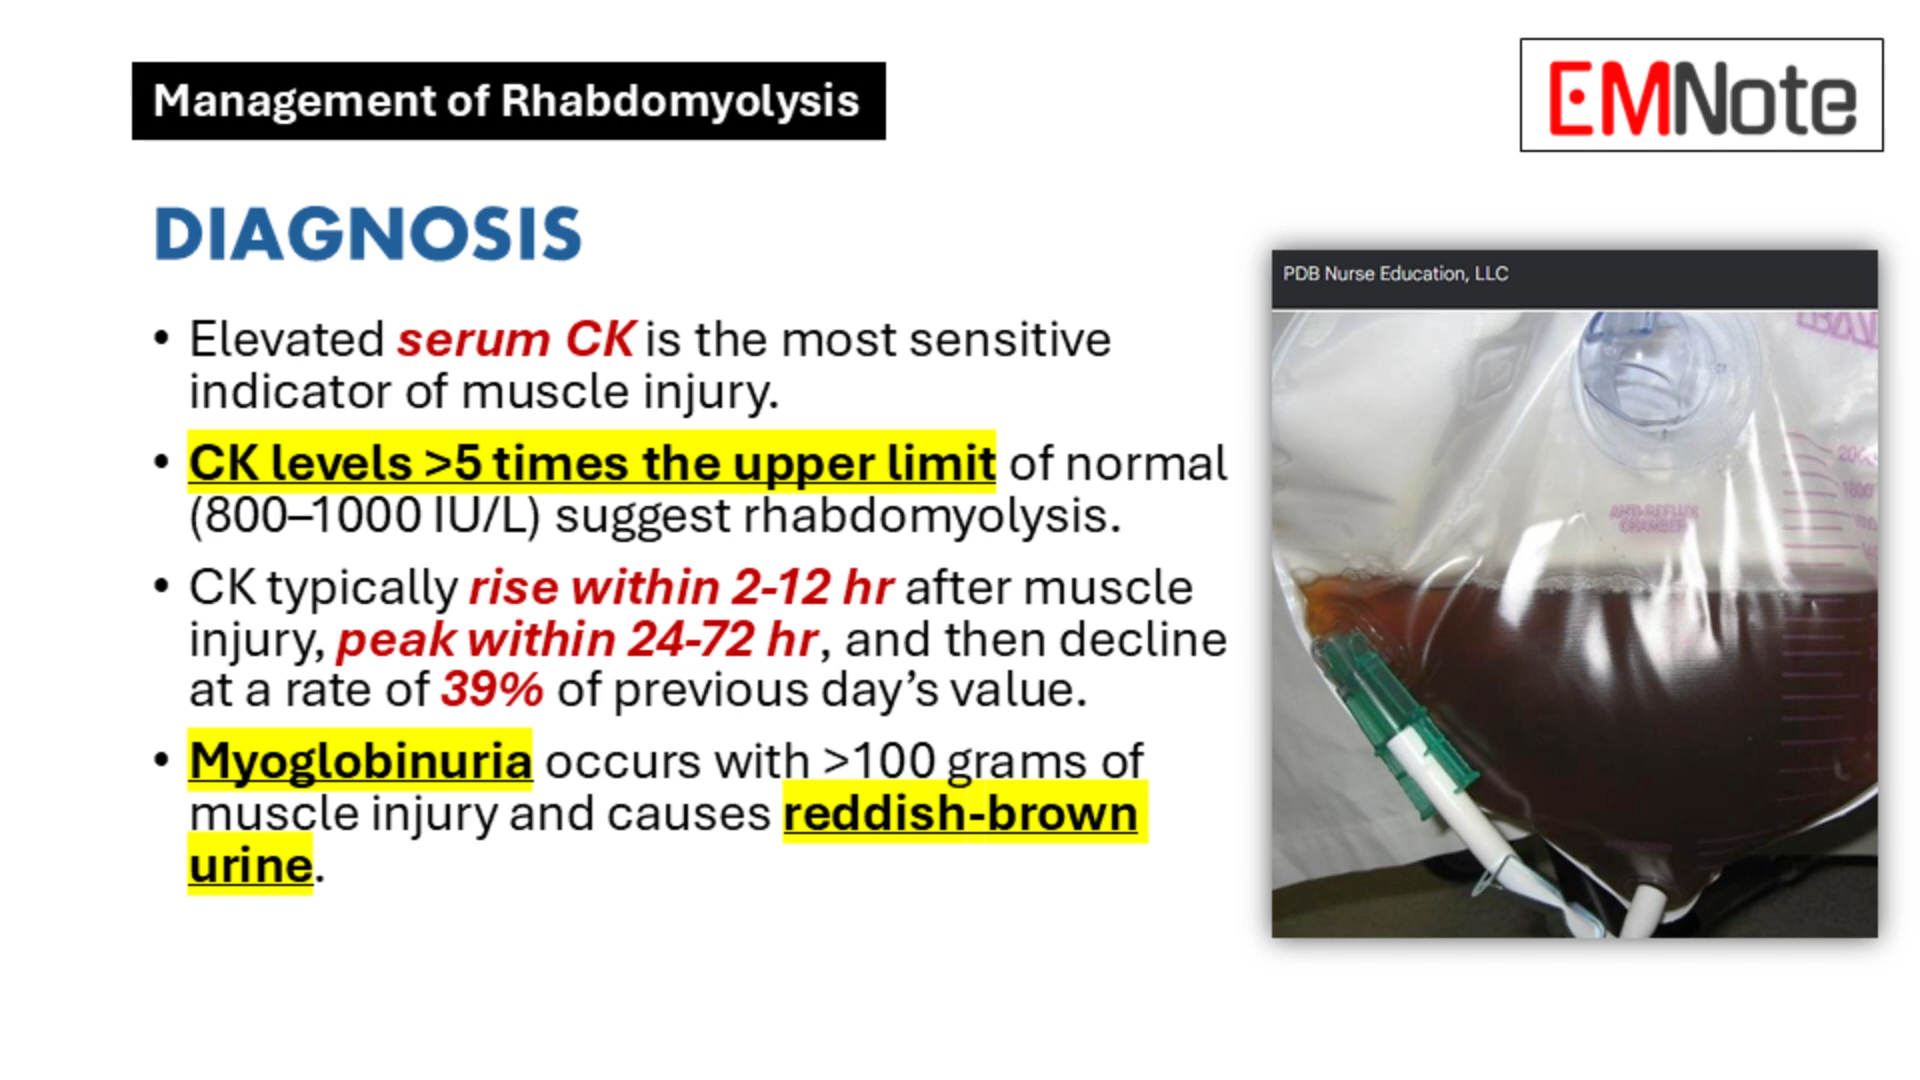 Management of Rhabdomyolysis
EMNote
DIAGNOSIS
• Elevated serum CK is the most sensitive
indicator of muscle injury.
• CK levels >5 times the upper limit of normal
(800–1000 IU/L) suggest rhabdomyolysis.
• CK typically rise within 2-12 hr after muscle
injury, peak within 24-72 hr, and then decline
at a rate of 39% of previous day’s value.
• Myoglobinuria occurs with >100 grams of
muscle injury and causes reddish-brown
urine.
PDB Nurse Education, LLC
ANTI-REFLUX
CHAMBER